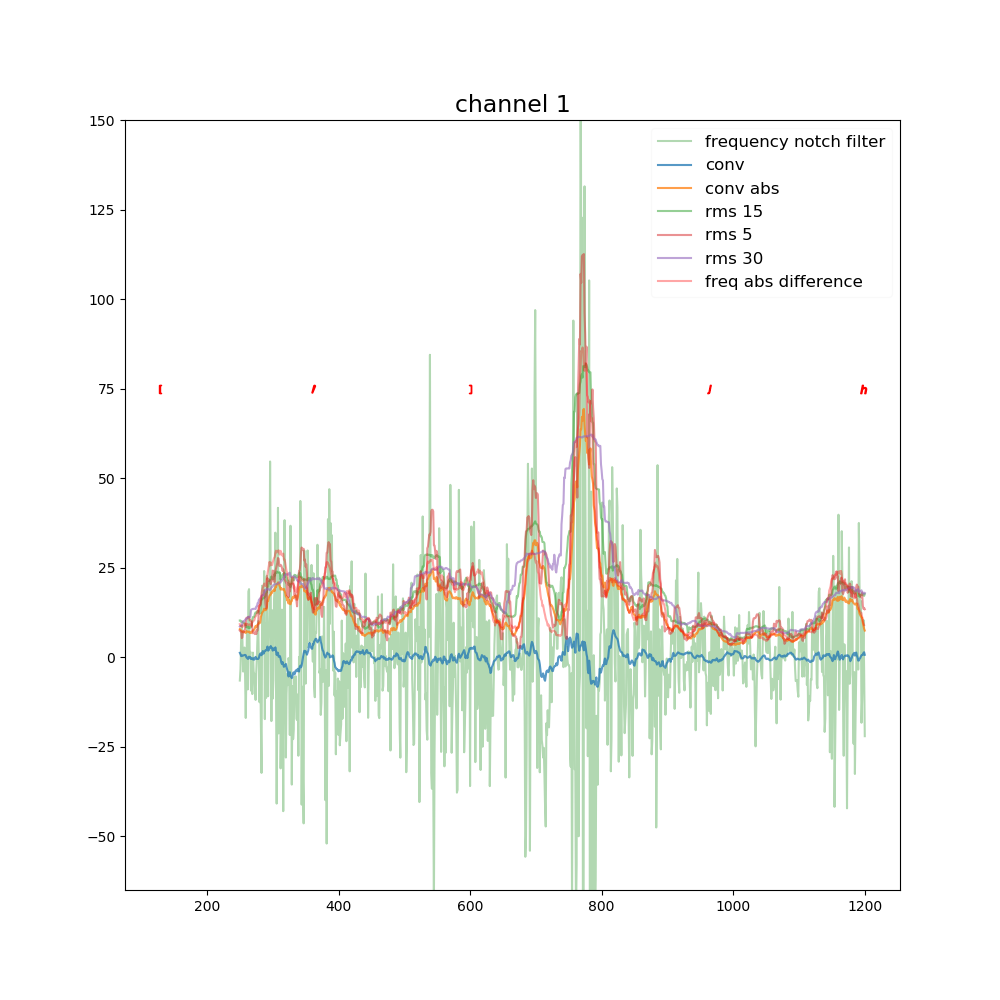 channel 1
150
125
100
75
50
25
0
−25
−50
frequency notch filter
conv
conv abs
rms 15
rms 5
rms 30
freq abs difference
[ / ] J h
200 400 600 800 1000 1200